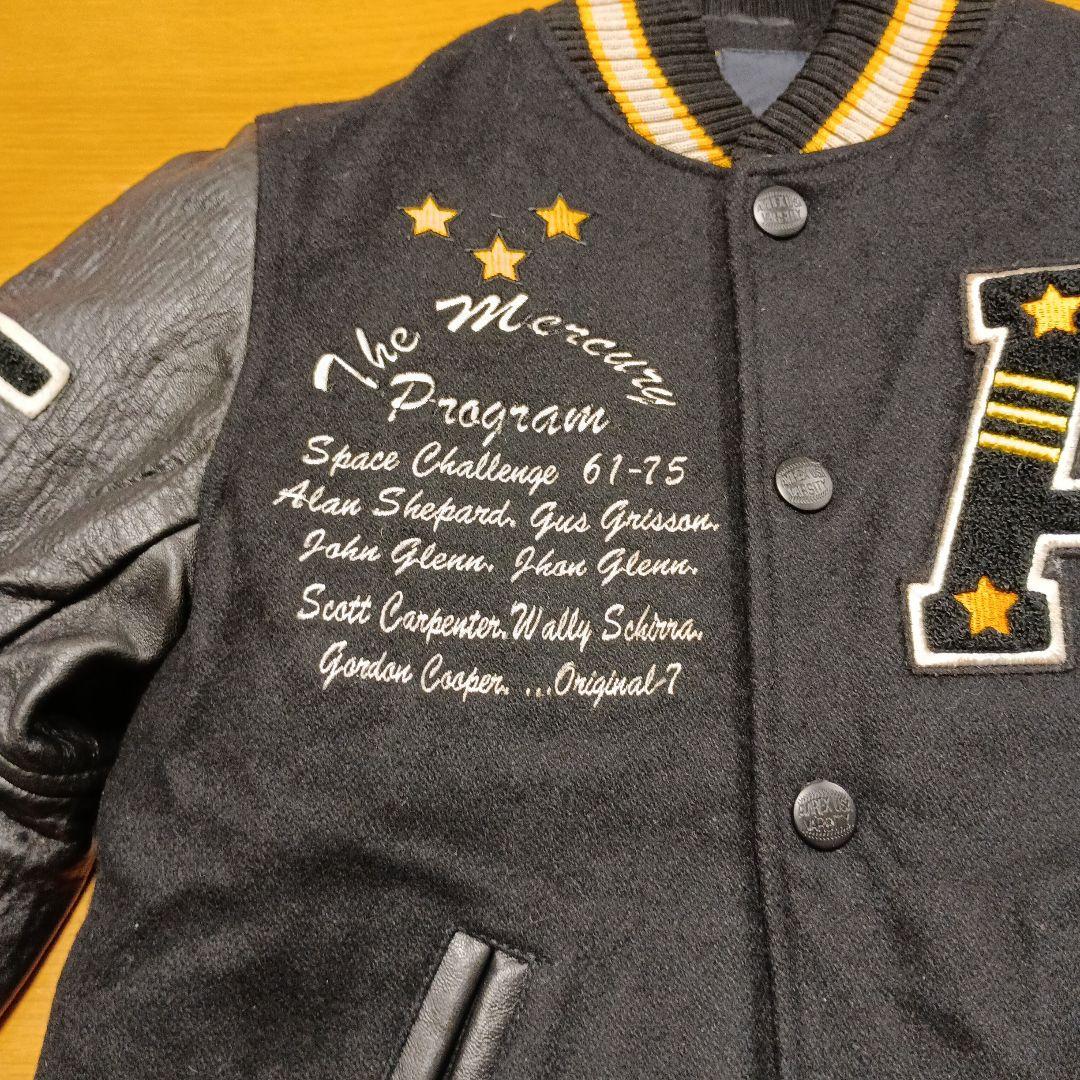 The Mercury
Program
Space Challenge 61-75
Alan Shepard. Gus Grisson.
John Glenn. Jhon Glenn.
Scott Carpenter. Wally Schirra.
Gordon Cooper. ...Original 7